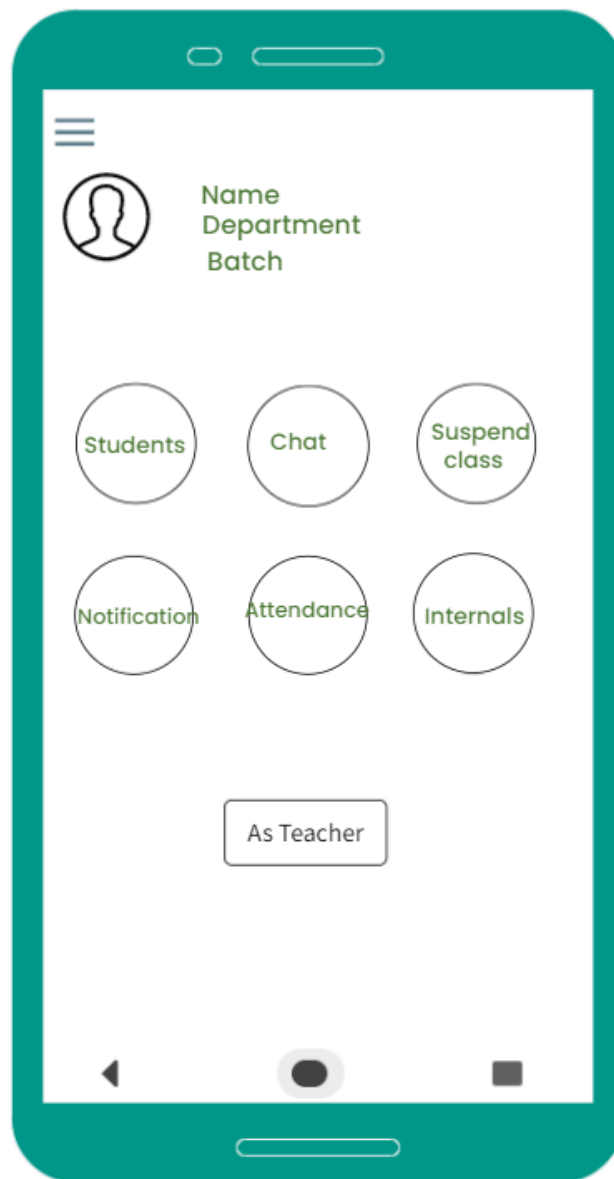 Name
Department
Batch
Students
Chat
Suspend
class
Notification
Attendance
Internals
As Teacher